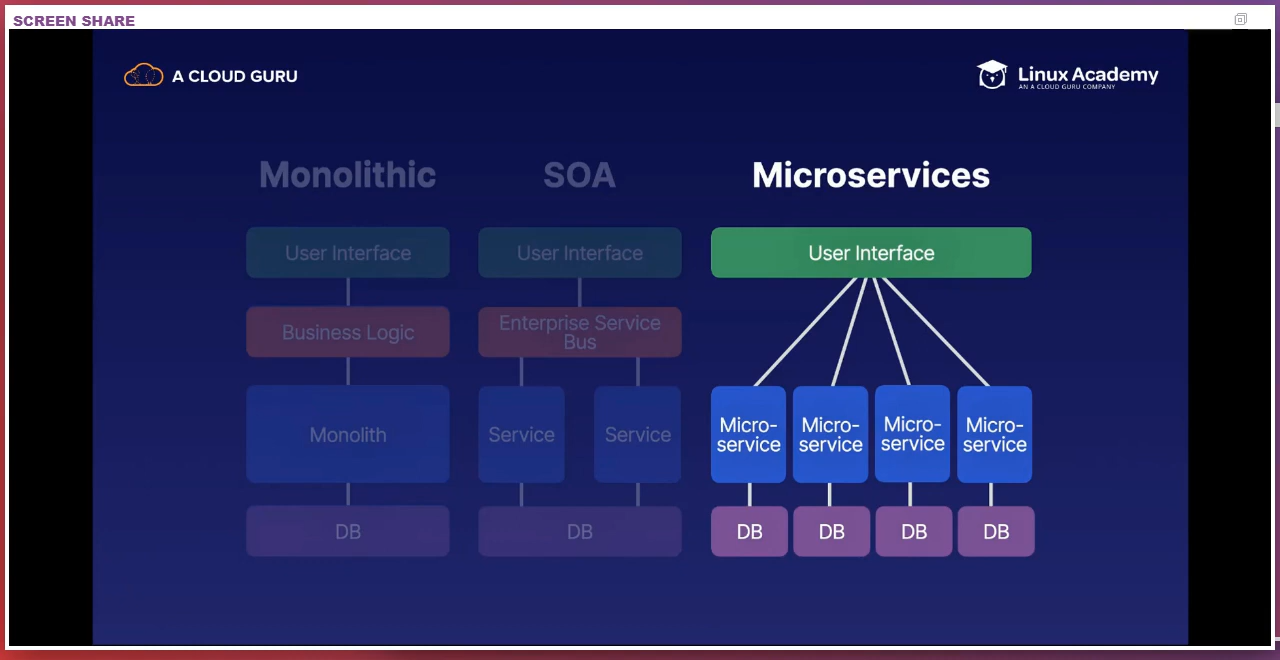 SCREEN SHARE
A CLOUD GURU
Linux Academy
AN A CLOUD GURU COMPANY
Monolithic
SOA
Microservices
User Interface
User Interface
User Interface
Business Logic
Enterprise Service
Bus
Monolith
Service
Service
Micro-
service
Micro-
service
Micro-
service
Micro-
service
DB
DB
DB
DB
DB
DB